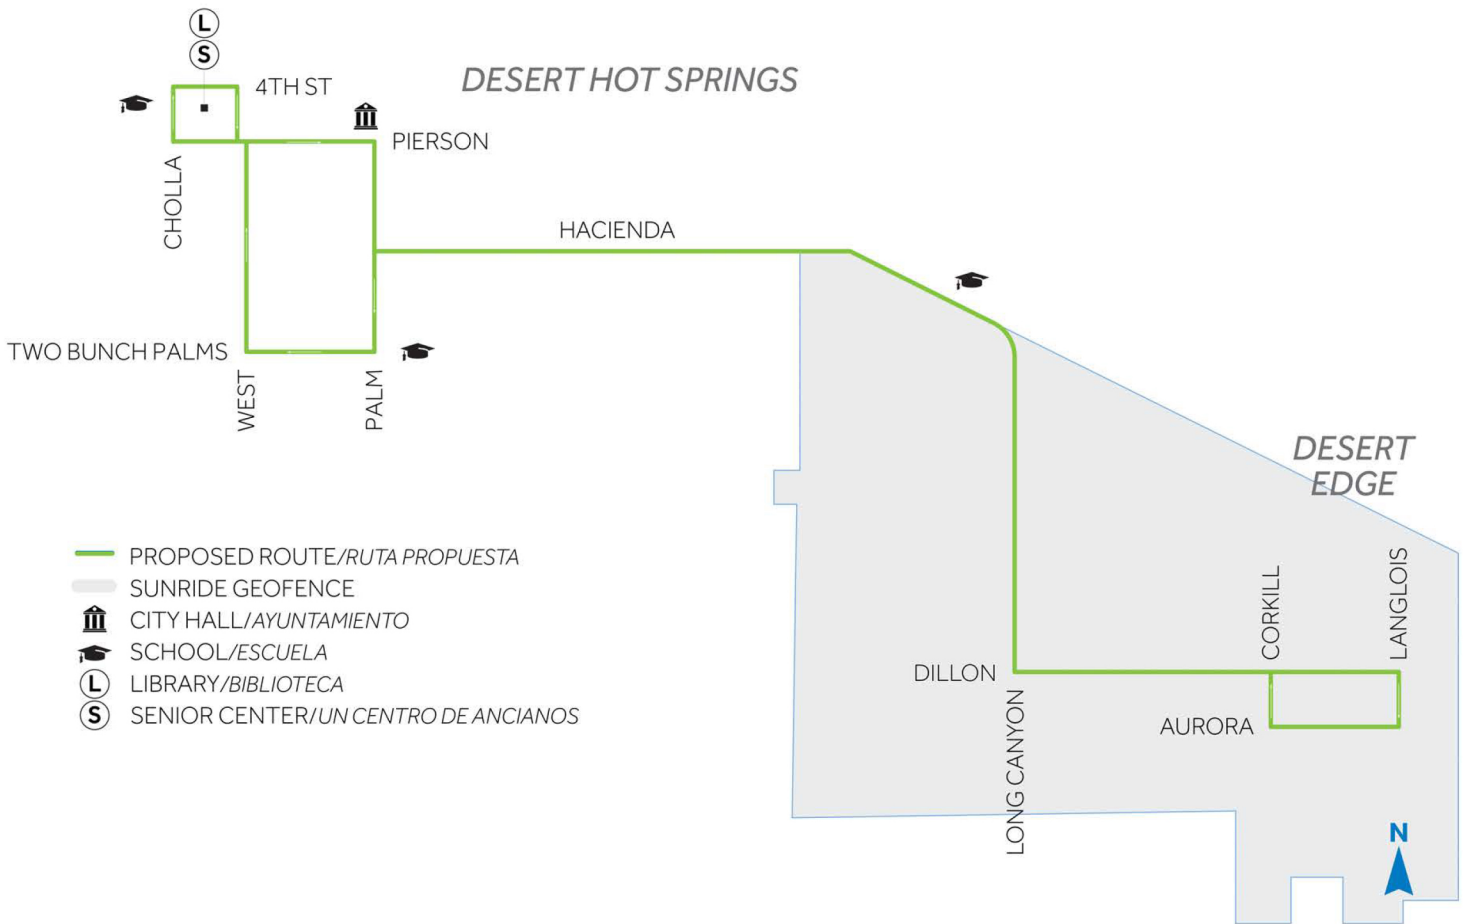 L
S
4TH ST
DESERT HOT SPRINGS
PIERSON
CHOLLA
HACIENDA
TWO BUNCH PALMS
WEST
PALM
DESERT
EDGE
PROPOSED ROUTE/RUTA PROPUESTA
SUNRIDE GEOFENCE
CITY HALL/AYUNTAMIENTO
SCHOOL/ESCUELA
L LIBRARY/BIBLIOTECA
S SENIOR CENTER/UN CENTRO DE ANCIANOS
CORKILL
LANGLOIS
DILLON
AURORA
LONG CANYON
N